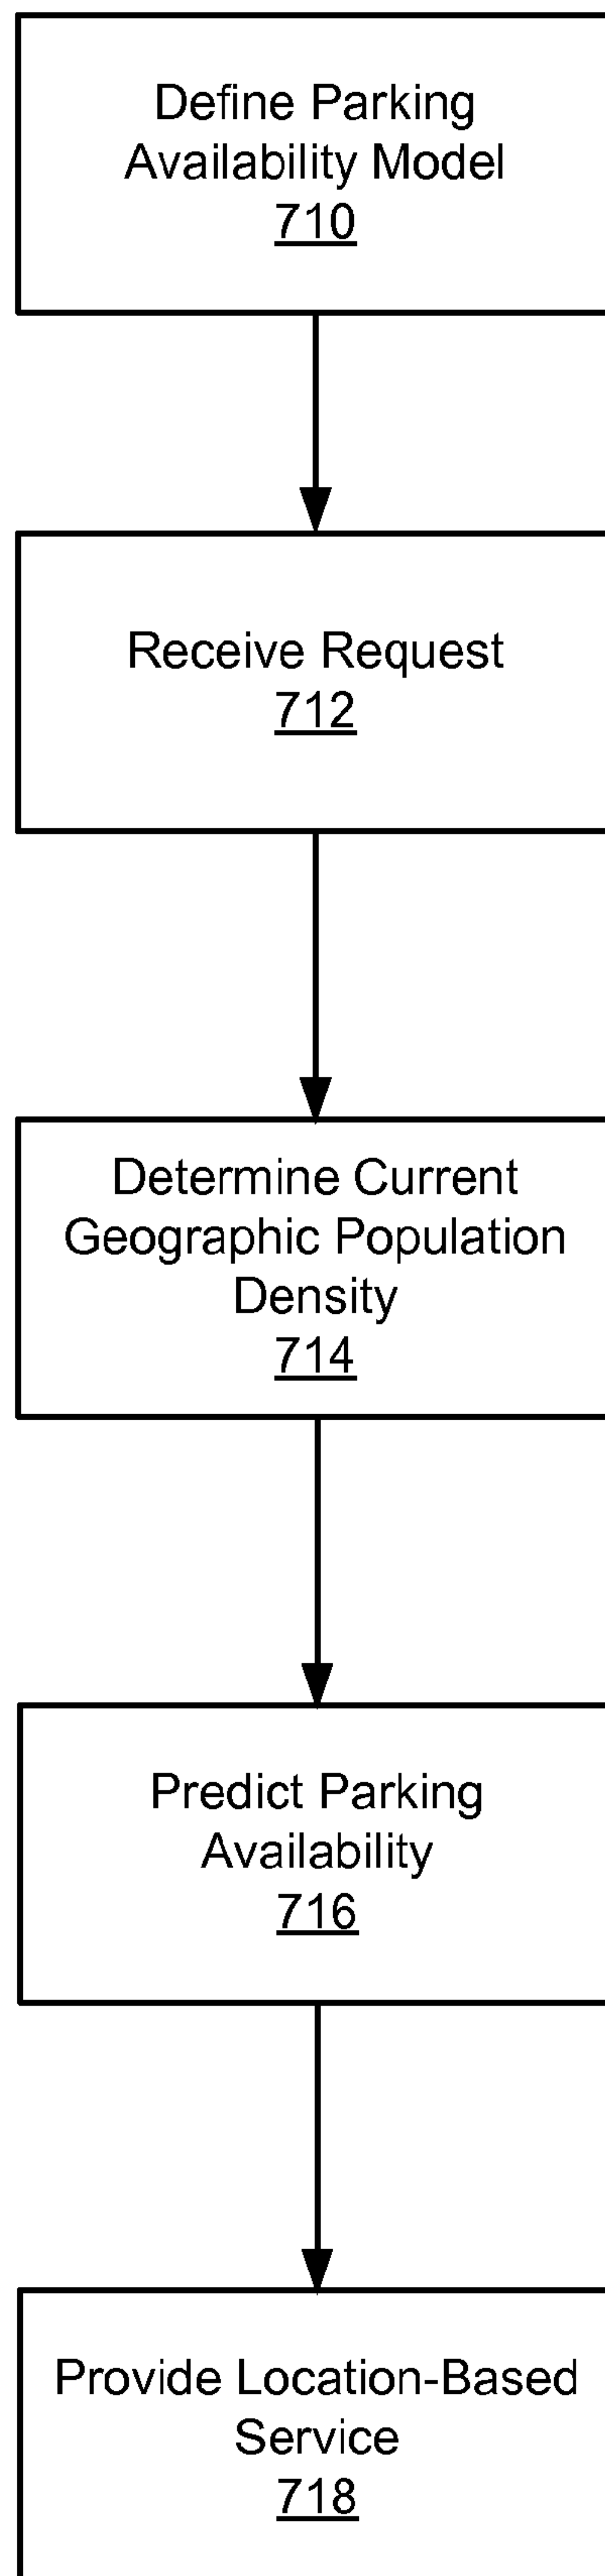 Define Parking
Availability Model
710
Receive Request
712
Determine Current
Geographic Population
Density
714
Predict Parking
Availability
716
Provide Location-Based
Service
718